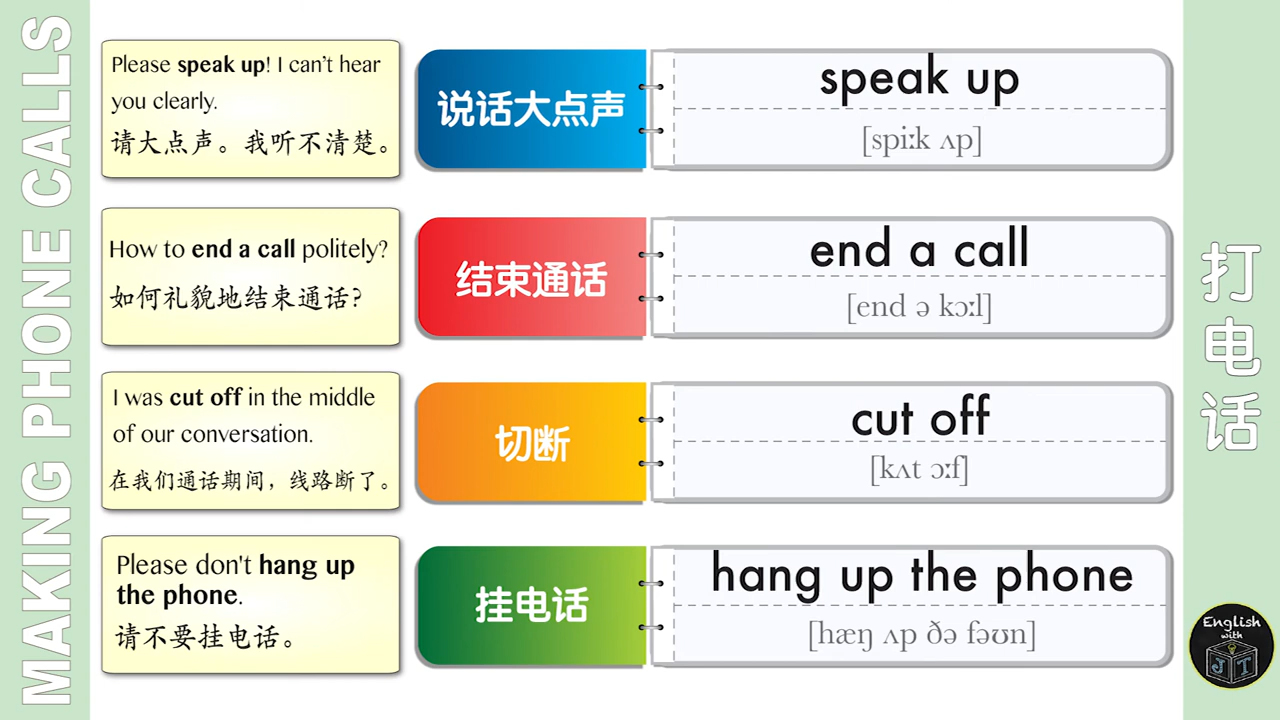 MAKING PHONE CALLS
Please speak up! I can't hear
you clearly.
请大点声。我听不清楚。
说话大点声
speak up
[spiːk ʌp]
How to end a call politely?
如何礼貌地结束通话?
结束通话
end a call
[end ə kɔːl]
I was cut off in the middle
of our conversation.
在我们通话期间，线路断了。
切断
cut off
[kʌt ɔːf]
Please don't hang up
the phone.
请不要挂电话。
挂电话
hang up the phone
[hæŋ ʌp ðə fəʊn]
打电话
English
with
JT